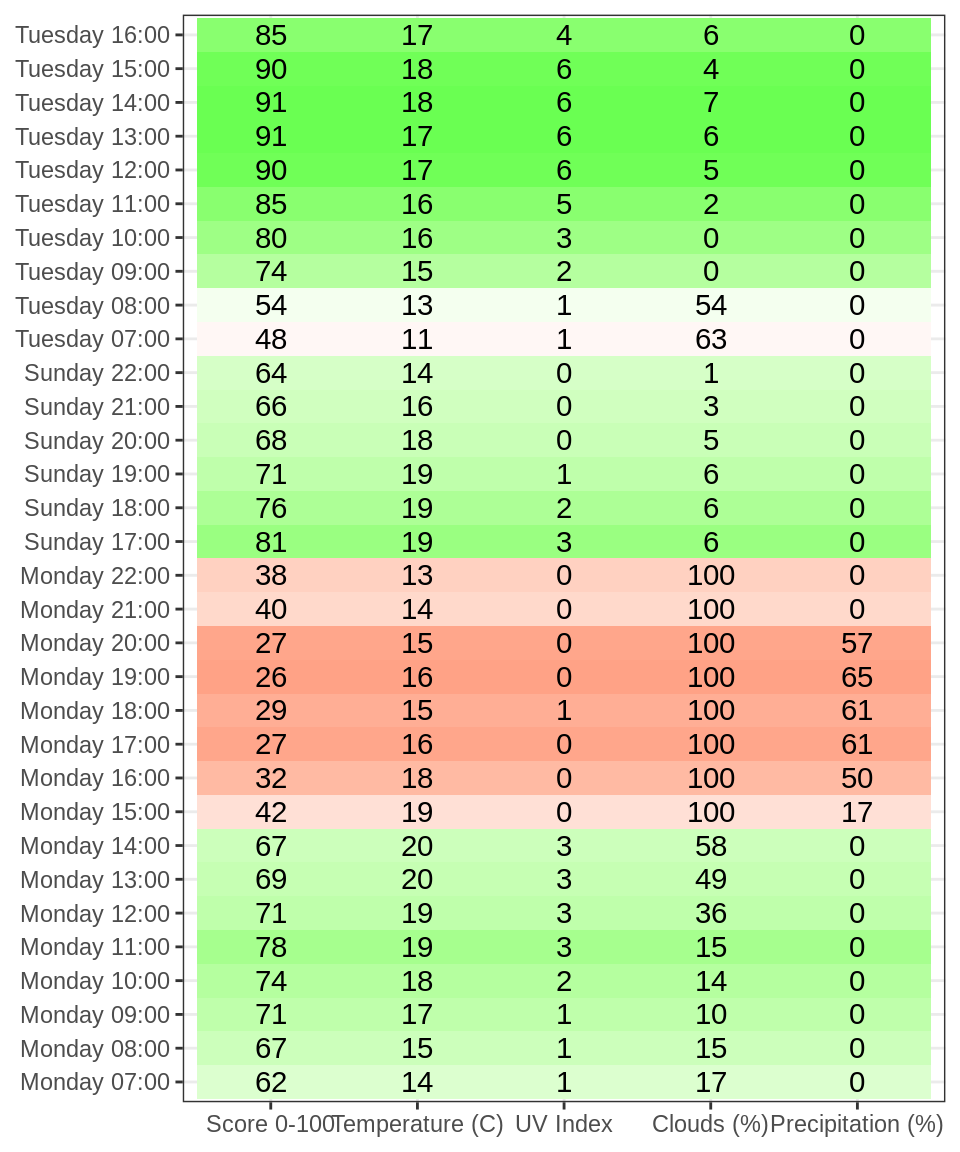 Tuesday 16:00 85 17 4 6 0
Tuesday 15:00 90 18 6 4 0
Tuesday 14:00 91 18 6 7 0
Tuesday 13:00 91 17 6 6 0
Tuesday 12:00 90 17 6 5 0
Tuesday 11:00 85 16 5 2 0
Tuesday 10:00 80 16 3 0 0
Tuesday 09:00 74 15 2 0 0
Tuesday 08:00 54 13 1 54 0
Tuesday 07:00 48 11 1 63 0
Sunday 22:00 64 14 0 1 0
Sunday 21:00 66 16 0 3 0
Sunday 20:00 68 18 0 5 0
Sunday 19:00 71 19 1 6 0
Sunday 18:00 76 19 2 6 0
Sunday 17:00 81 19 3 6 0
Monday 22:00 38 13 0 100 0
Monday 21:00 40 14 0 100 0
Monday 20:00 27 15 0 100 57
Monday 19:00 26 16 0 100 65
Monday 18:00 29 15 1 100 61
Monday 17:00 27 16 0 100 61
Monday 16:00 32 18 0 100 50
Monday 15:00 42 19 0 100 17
Monday 14:00 67 20 3 58 0
Monday 13:00 69 20 3 49 0
Monday 12:00 71 19 3 36 0
Monday 11:00 78 19 3 15 0
Monday 10:00 74 18 2 14 0
Monday 09:00 71 17 1 10 0
Monday 08:00 67 15 1 15 0
Monday 07:00 62 14 1 17 0
Score 0-100 Temperature (C) UV Index Clouds (%) Precipitation (%)